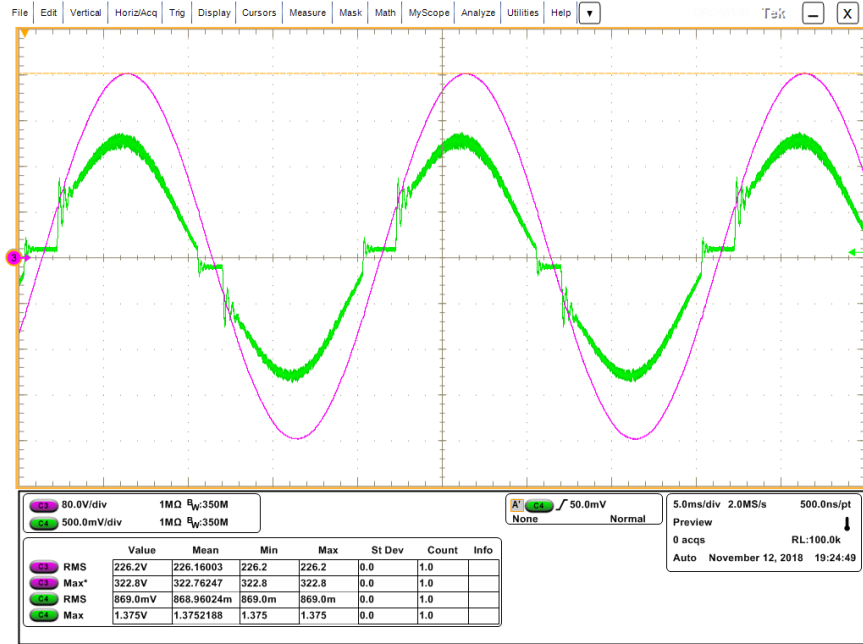 File Edit Vertical Horiz/Acq Trig Display Cursors Measure Mask Math MyScope Analyze Utilities Help Tek X
3
C3 80.0V/div 1MΩ BW:350M
C4 500.0mV/div 1MΩ BW:350M
A' C4 50.0mV
None Normal
5.0ms/div 2.0MS/s 500.0ns/pt
Preview
0 acqs RL:100.0k
Auto November 12, 2018 19:24:49
Value Mean Min Max St Dev Count Info
C3 RMS 226.2V 226.16003 226.2 226.2 0.0 1.0
C3 Max* 322.8V 322.76247 322.8 322.8 0.0 1.0
C4 RMS 869.0mV 868.96024m 869.0m 869.0m 0.0 1.0
C4 Max 1.375V 1.3752188 1.375 1.375 0.0 1.0